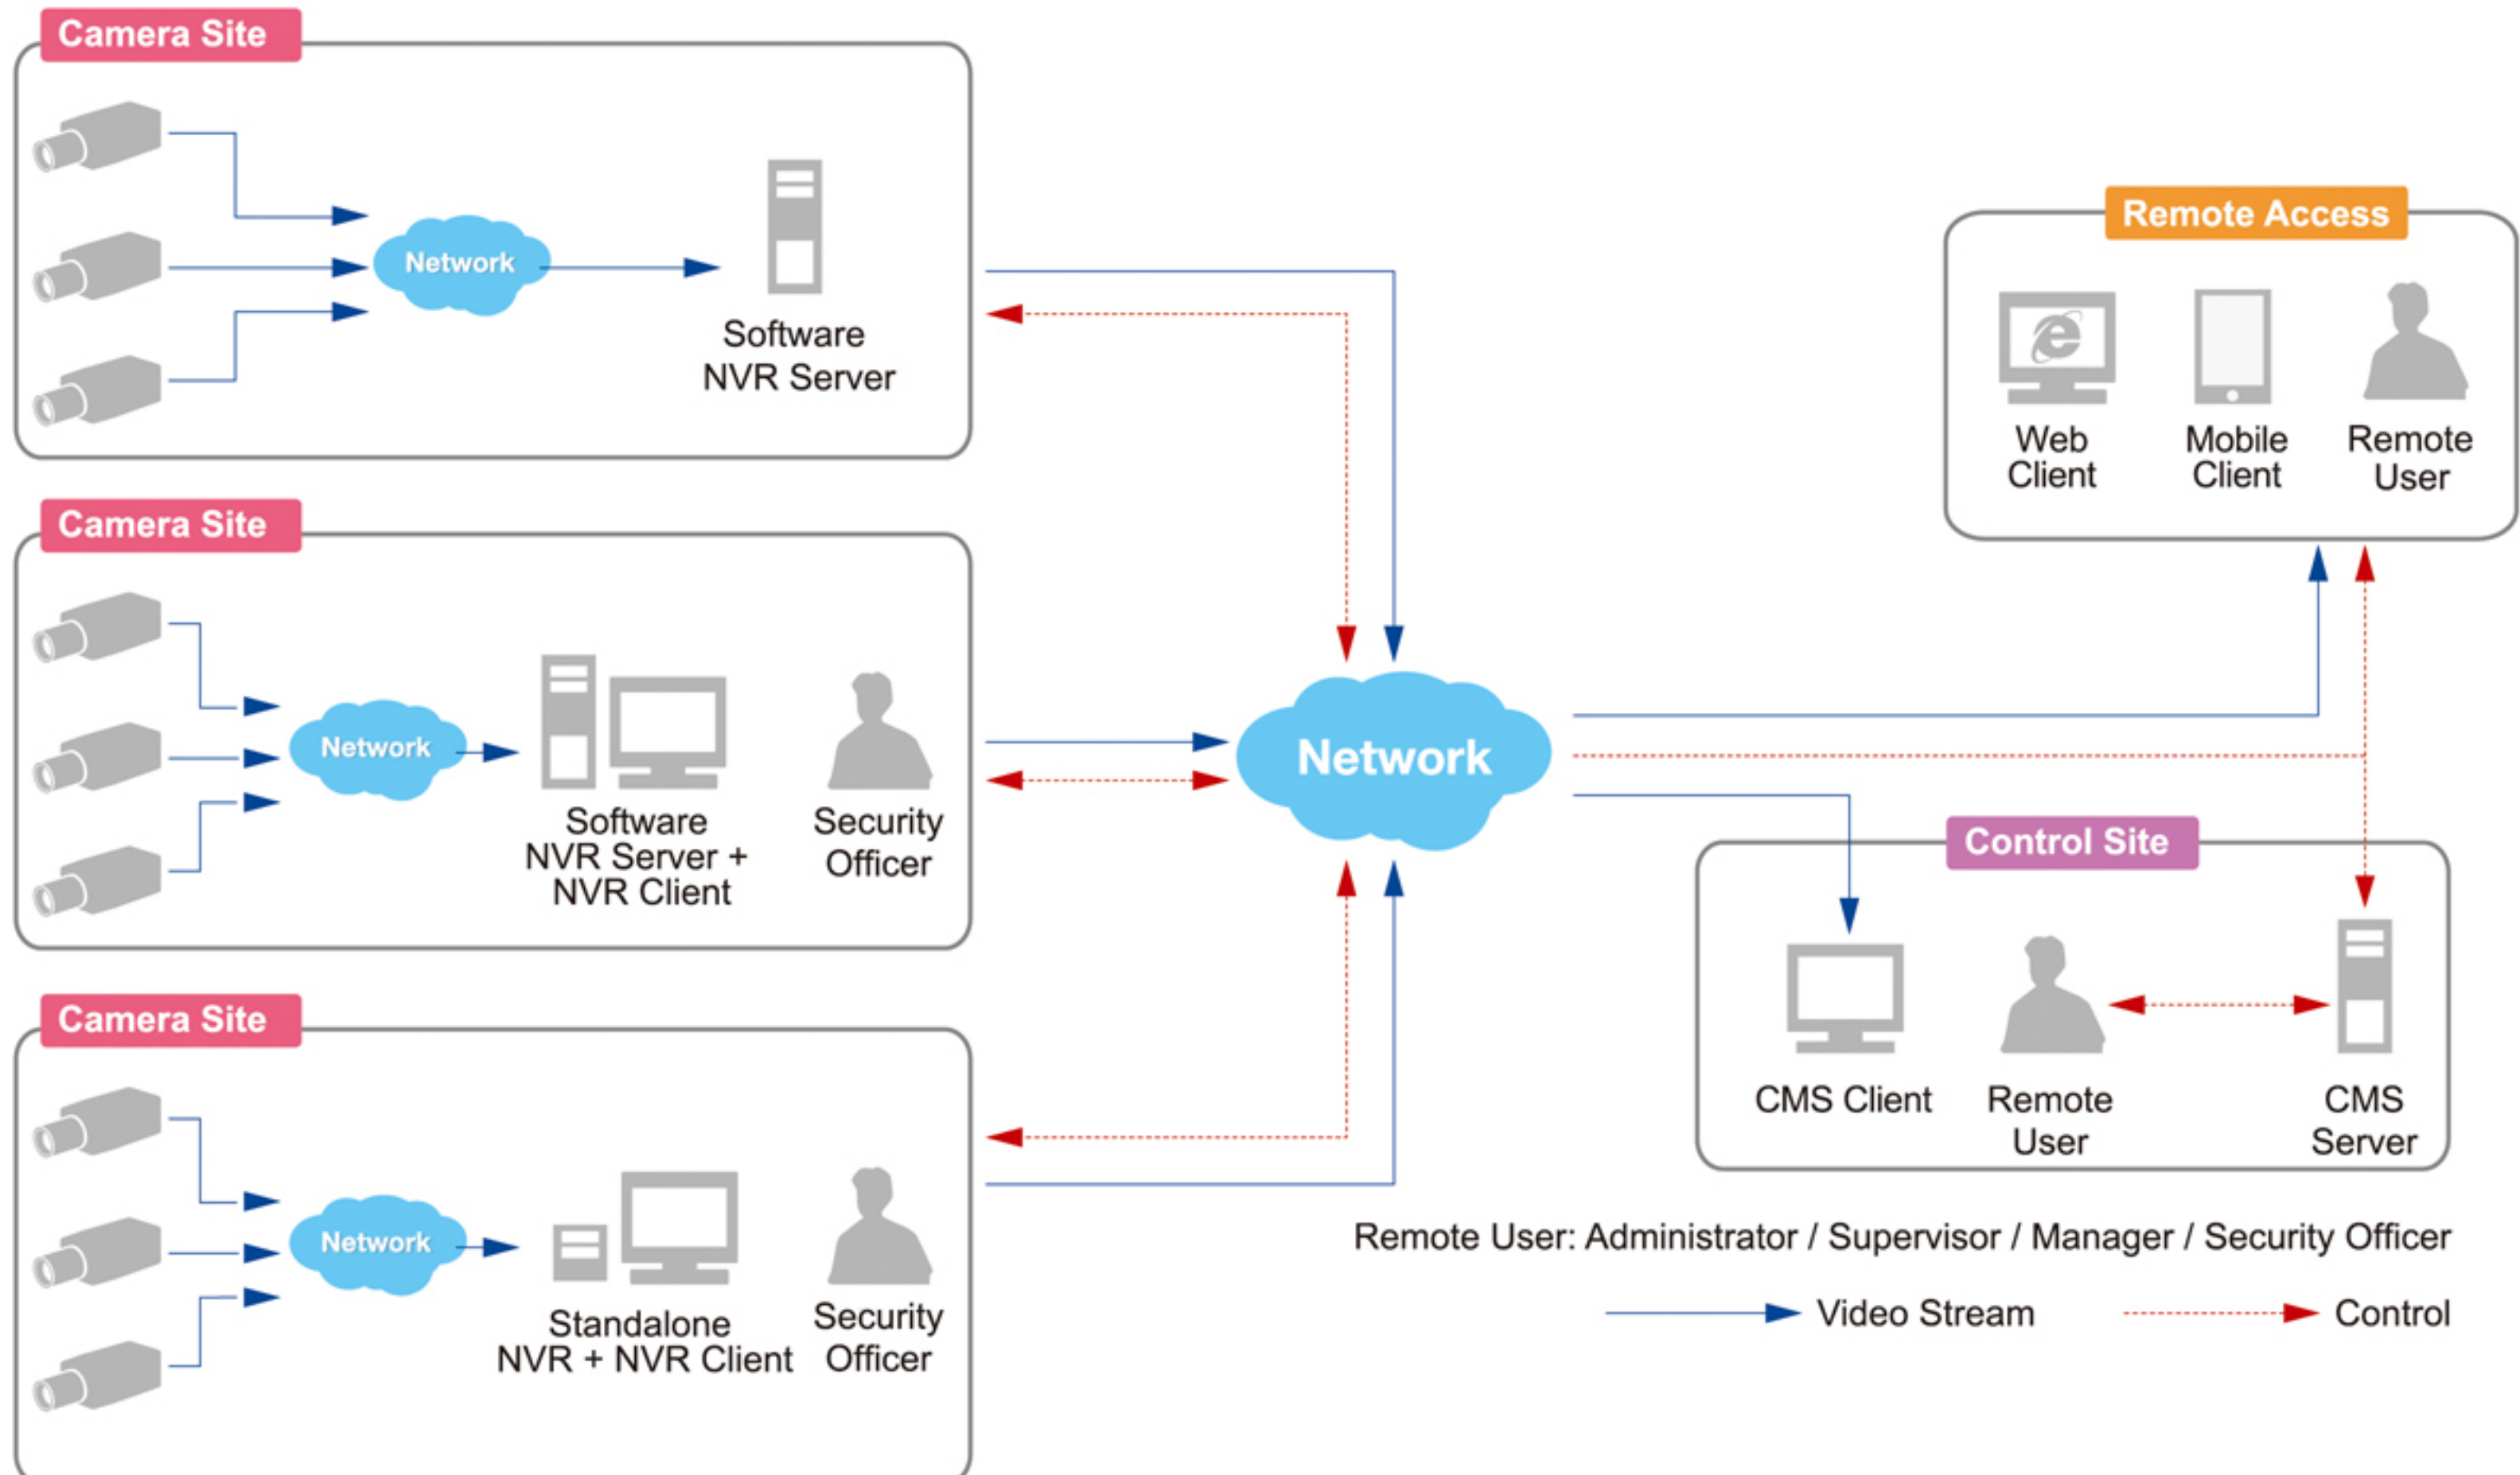 Camera Site
Network
Software
NVR Server
Camera Site
Network
Software
NVR Server +
NVR Client
Security
Officer
Camera Site
Network
Standalone
NVR + NVR Client
Security
Officer
Network
Remote Access
Web
Client
Mobile
Client
Remote
User
Control Site
CMS Client
Remote
User
CMS
Server
Remote User: Administrator / Supervisor / Manager / Security Officer
Video Stream
Control